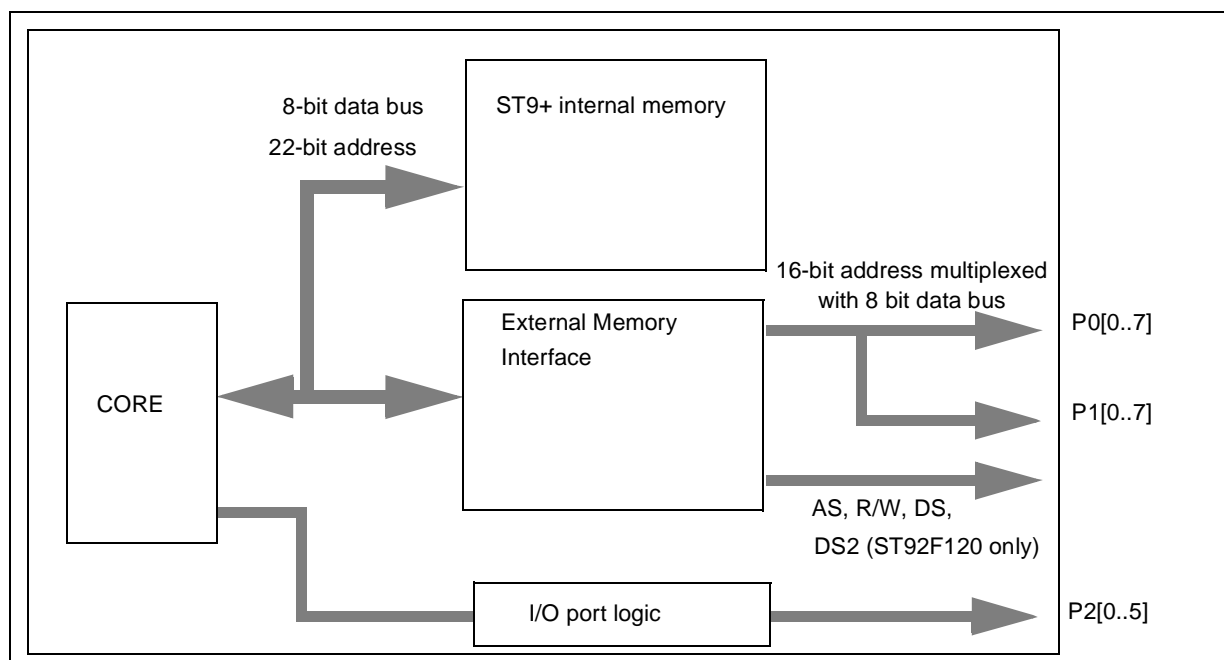 8-bit data bus
22-bit address
ST9+ internal memory
16-bit address multiplexed
with 8 bit data bus
External Memory
Interface
P0[0..7]
CORE
P1[0..7]
AS, R/W, DS,
DS2 (ST92F120 only)
I/O port logic
P2[0..5]